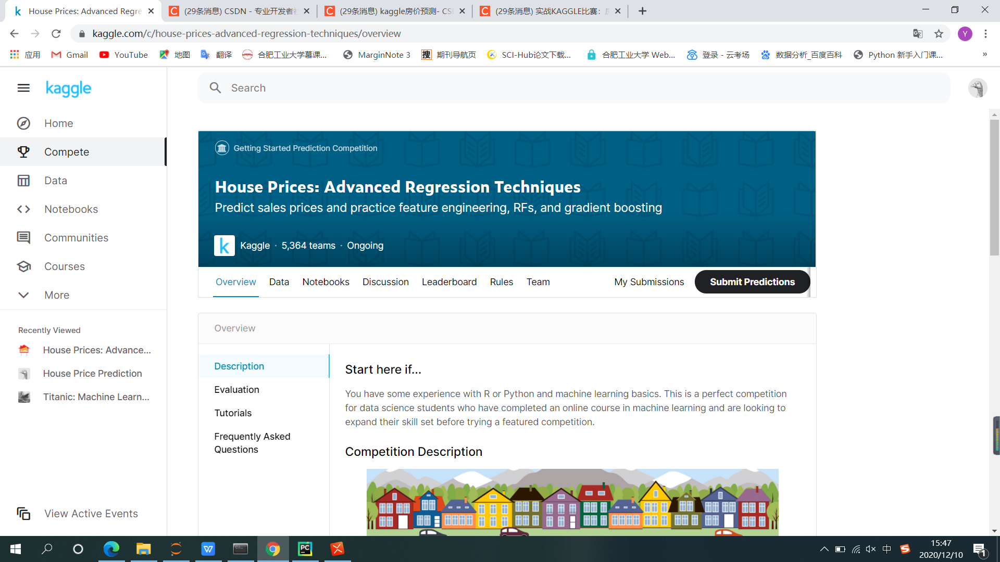 House Prices: Advanced Regre
(29条消息) CSDN - 专业开发者社
(29条消息) kaggle房价预测- CS
(29条消息) 实战KAGGLE比赛:
kaggle.com/c/house-prices-advanced-regression-techniques/overview
Y
应用
Gmail
YouTube
地图
翻译
合肥工业大学慕课...
MarginNote 3
搜 期刊导航页
SCI-Hub论文下载...
合肥工业大学 Web...
登录 - 云考场
数据分析_百度百科
Python 新手入门课...
»
kaggle
Search
Home
Compete
Data
Notebooks
Communities
Courses
More
Recently Viewed
House Prices: Advance...
House Price Prediction
Titanic: Machine Learn...
View Active Events
Getting Started Prediction Competition
House Prices: Advanced Regression Techniques
Predict sales prices and practice feature engineering, RFs, and gradient boosting
k Kaggle · 5,364 teams · Ongoing
Overview Data Notebooks Discussion Leaderboard Rules Team My Submissions Submit Predictions
Overview
Description
Evaluation
Tutorials
Frequently Asked
Questions
Start here if...
You have some experience with R or Python and machine learning basics. This is a perfect competition
for data science students who have completed an online course in machine learning and are looking to
expand their skill set before trying a featured competition.
Competition Description
中
15:47
2020/12/10
1